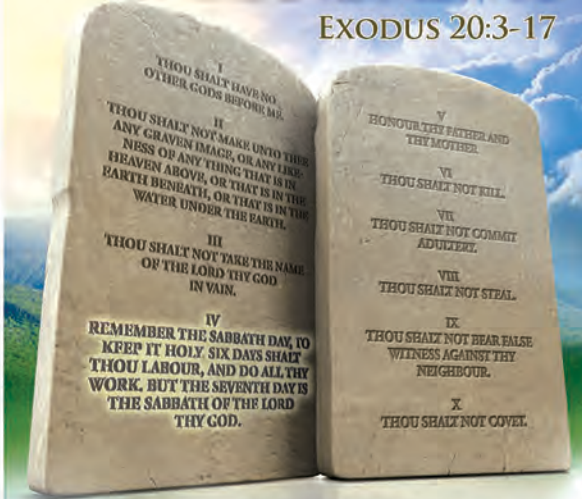 EXODUS 20:3-17
I
THOU SHALT HAVE NO
OTHER GODS BEFORE ME.
II
THOU SHALT NOT MAKE UNTO THEE
ANY GRAVEN IMAGE, OR ANY LIKE-
NESS OF ANY THING THAT IS IN
HEAVEN ABOVE, OR THAT IS IN THE
EARTH BENEATH, OR THAT IS IN THE
WATER UNDER THE EARTH.
III
THOU SHALT NOT TAKE THE NAME
OF THE LORD THY GOD
IN VAIN.
IV
REMEMBER THE SABBATH DAY, TO
KEEP IT HOLY SIX DAYS SHALT
THOU LABOUR, AND DO ALL THY
WORK. BUT THE SEVENTH DAY IS
THE SABBATH OF THE LORD
THY GOD.
V
HONOUR THY FATHER AND
THY MOTHER.
VI
THOU SHALT NOT KILL.
VII
THOU SHALT NOT COMMIT
ADULTERY.
VIII
THOU SHALT NOT STEAL.
IX
THOU SHALT NOT BEAR FALSE
WITNESS AGAINST THY
NEIGHBOUR.
X
THOU SHALT NOT COVET.